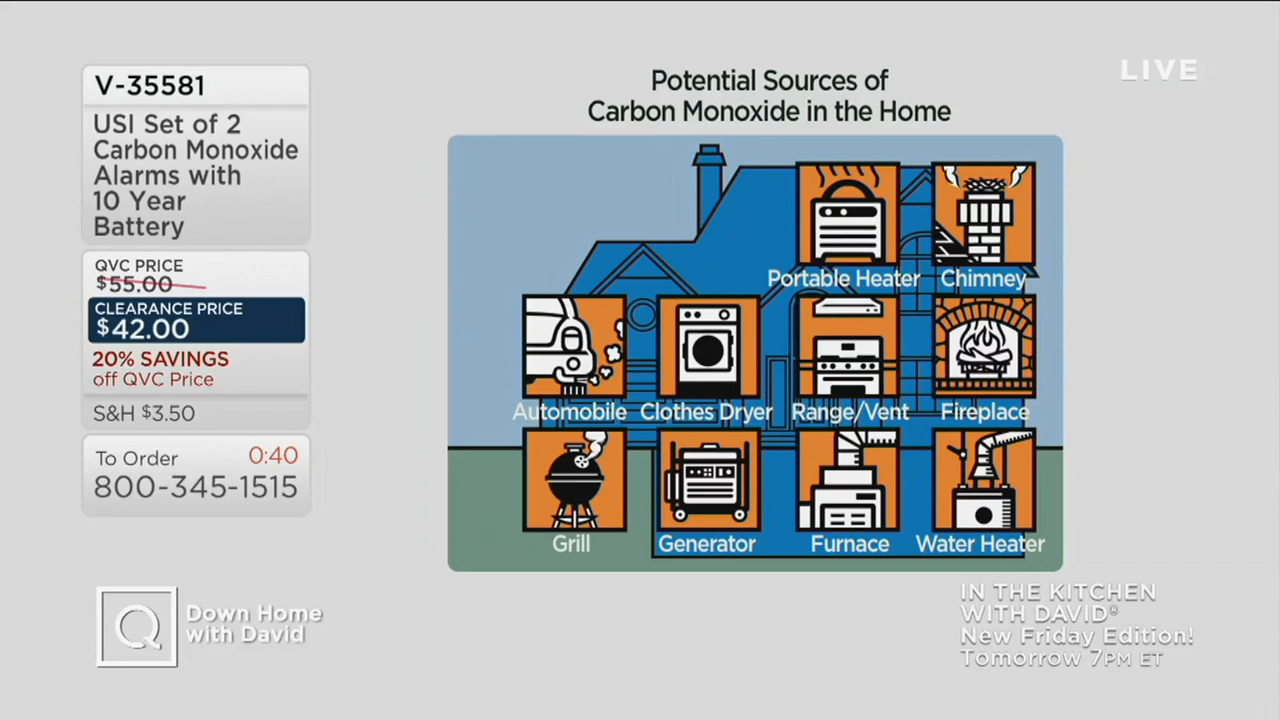 V-35581
USI Set of 2
Carbon Monoxide
Alarms with
10 Year
Battery
QVC PRICE
$55.00
CLEARANCE PRICE
$42.00
20% SAVINGS
off QVC Price
S&H $3.50
To Order 0:40
800-345-1515
Q
Down Home
with David
LIVE
Potential Sources of
Carbon Monoxide in the Home
Portable Heater Chimney
Automobile Clothes Dryer Range/Vent Fireplace
Grill Generator Furnace Water Heater
IN THE KITCHEN
WITH DAVID®
New Friday Edition!
Tomorrow 7PM ET